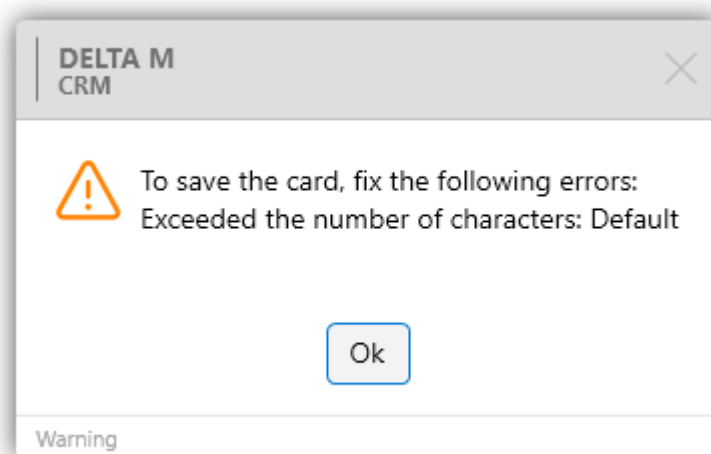 DELTA M
CRM
To save the card, fix the following errors:
Exceeded the number of characters: Default
Ok
Warning